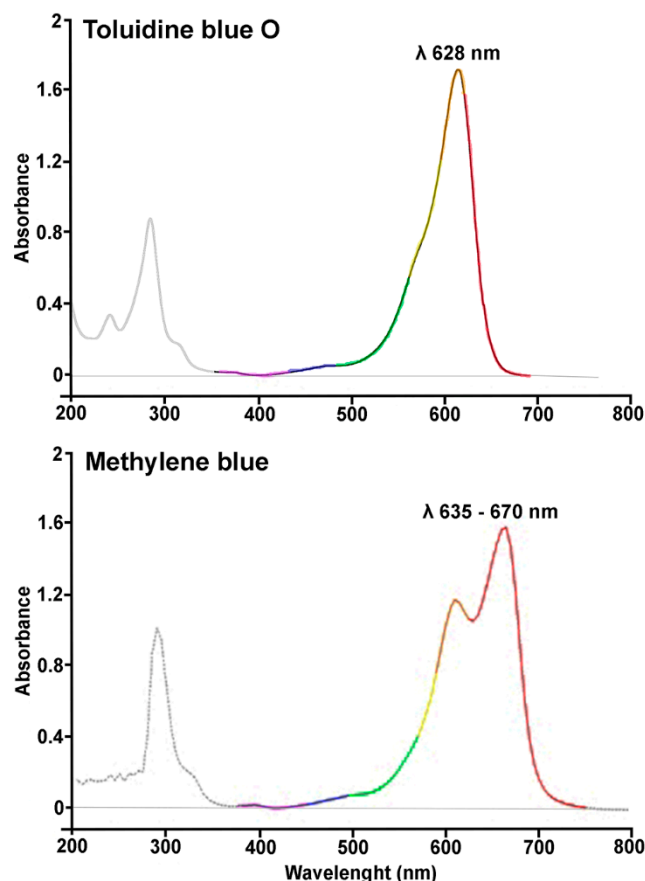 Toluidine blue O
λ 628 nm
Absorbance
2
1.6
1.2
0.8
0.4
0
200 300 400 500 600 700 800
Methylene blue
λ 635 - 670 nm
Absorbance
2
1.6
1.2
0.8
0.4
0
200 300 400 500 600 700 800
Wavelenght (nm)